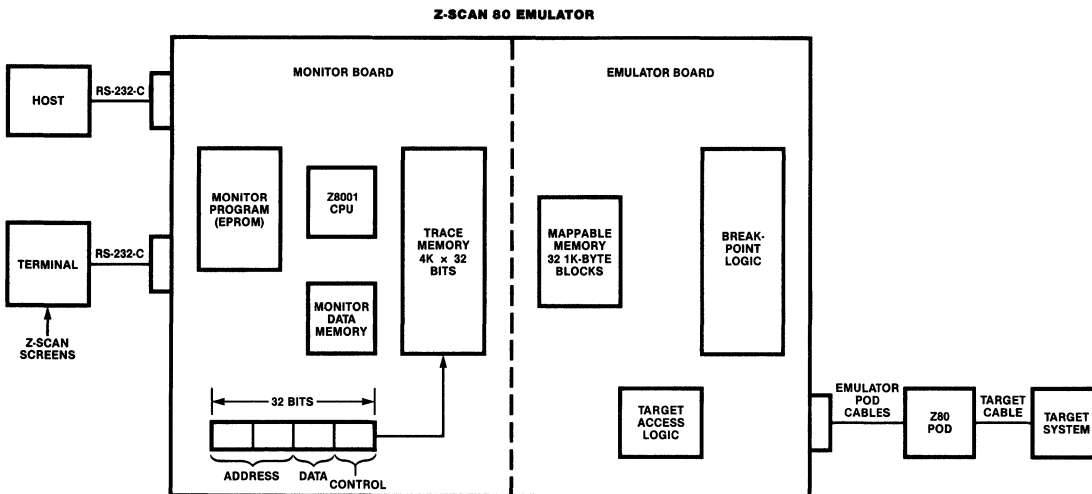 Z-SCAN 80 EMULATOR
MONITOR BOARD
EMULATOR BOARD
HOST
RS-232-C
MONITOR
PROGRAM
(EPROM)
Z8001
CPU
TRACE
MEMORY
4K × 32
BITS
MAPPABLE
MEMORY
32 1K-BYTE
BLOCKS
BREAK-
POINT
LOGIC
TERMINAL
RS-232-C
Z-SCAN
SCREENS
MONITOR
DATA
MEMORY
32 BITS
ADDRESS
DATA
CONTROL
TARGET
ACCESS
LOGIC
EMULATOR
POD
CABLES
Z80
POD
TARGET
CABLE
TARGET
SYSTEM